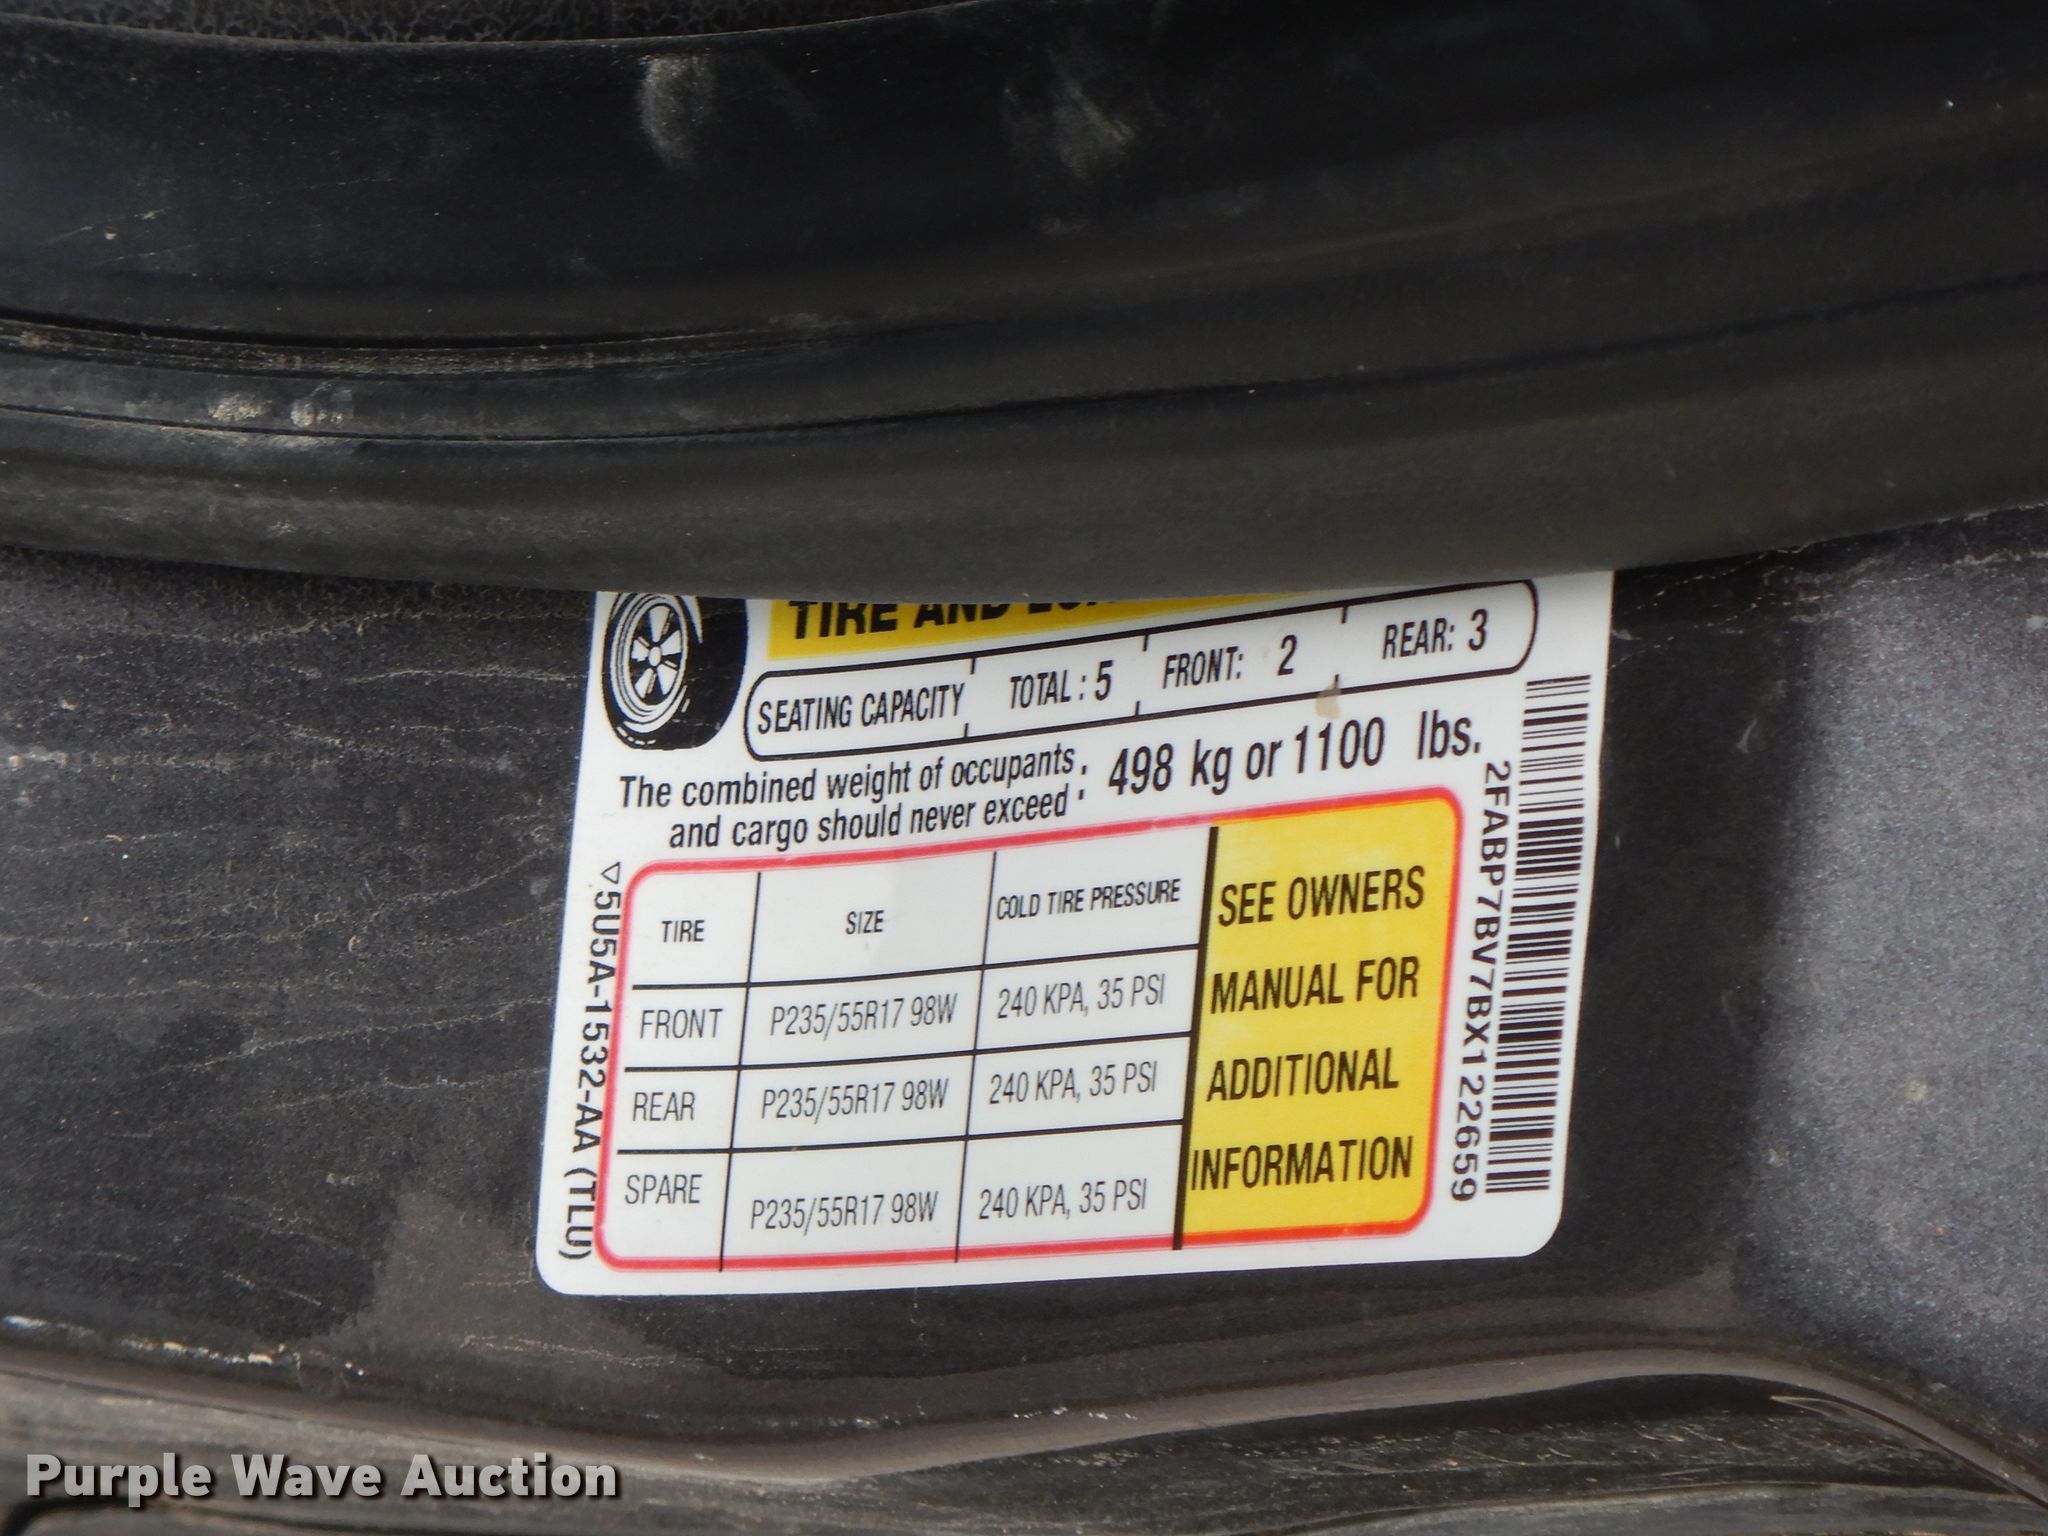 TIRE AND
SEATING CAPACITY TOTAL : 5 FRONT: 2 REAR: 3
The combined weight of occupants
and cargo should never exceed : 498 kg or 1100 lbs.
TIRE SIZE COLD TIRE PRESSURE
FRONT P235/55R17 98W 240 KPA, 35 PSI
REAR P235/55R17 98W 240 KPA, 35 PSI
SPARE P235/55R17 98W 240 KPA, 35 PSI
SEE OWNERS
MANUAL FOR
ADDITIONAL
INFORMATION
5U5A-1532-AA (TLU)
2FABP7BV7BX122659
Purple Wave Auction